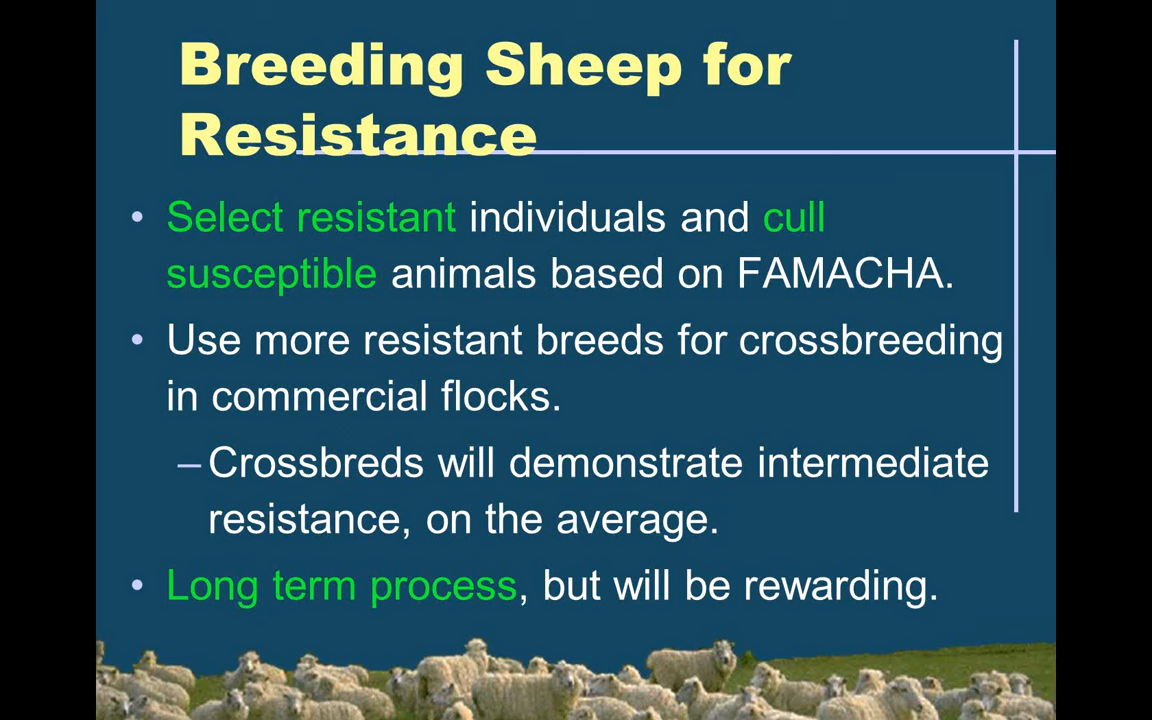 Breeding Sheep for
Resistance
• Select resistant individuals and cull
susceptible animals based on FAMACHA.
• Use more resistant breeds for crossbreeding
in commercial flocks.
– Crossbreds will demonstrate intermediate
resistance, on the average.
• Long term process, but will be rewarding.